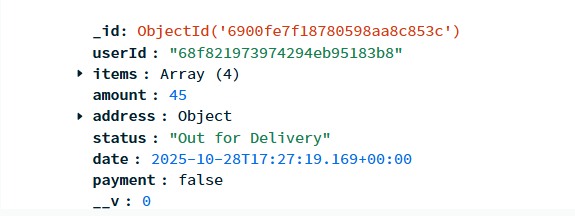 _id: ObjectId('6900fe7f18780598aa8c853c')
userId : "68f821973974294eb95183b8"
items : Array (4)
amount : 45
address : Object
status : "Out for Delivery"
date : 2025-10-28T17:27:19.169+00:00
payment : false
__v : 0